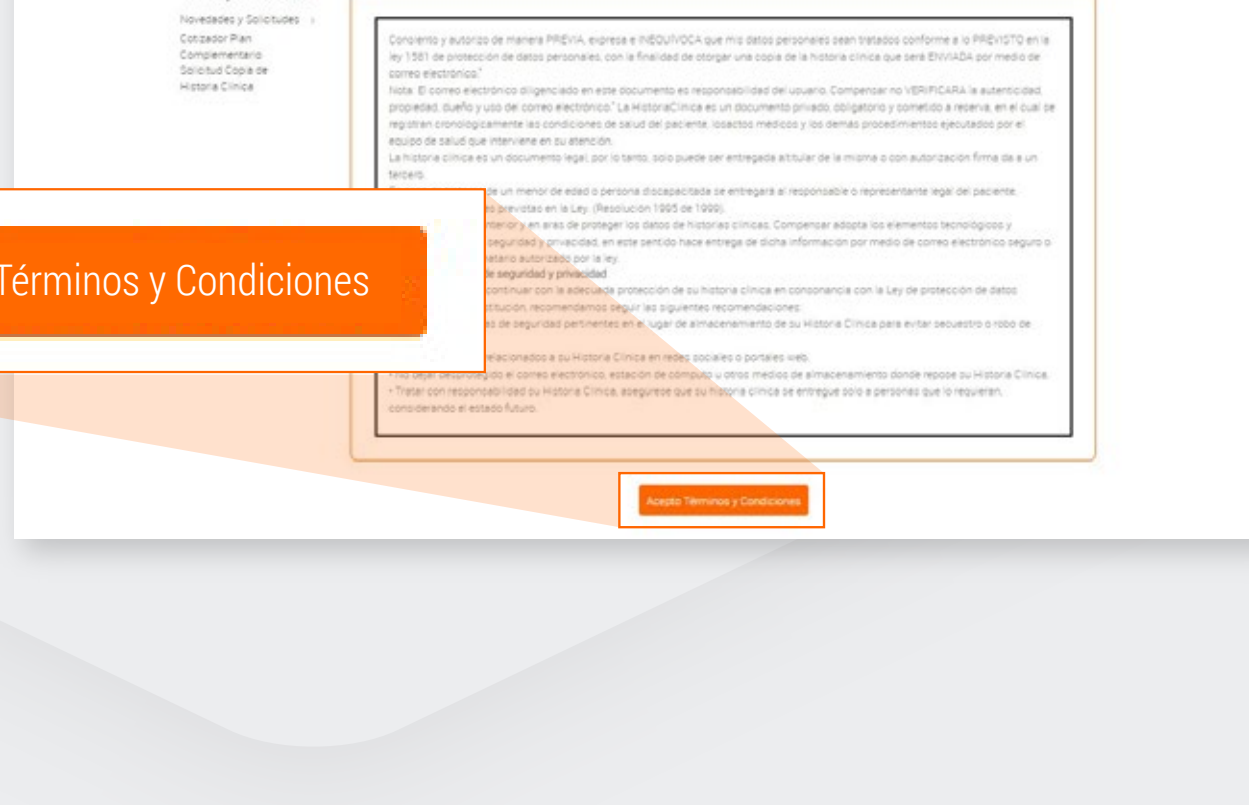 Novedades y Solicitudes
Cotizador Plan
Complementario
Solicitud Copia de
Historia Clínica
Consiento y autorizo de manera PREVIA, expresa e INEQUÍVOCA que mis datos personales sean tratados conforme a lo PREVISTO en la
ley 1581 de protección de datos personales, con la finalidad de otorgar una copia de la historia clínica que será ENVIADA por medio de
correo electrónico."
Nota: El correo electrónico diligenciado en este documento es responsabilidad del usuario, Compensar no VERIFICARA la autenticidad,
propiedad, dueño y uso del correo electrónico." La HistoriaClínica es un documento privado, obligatorio y sometido a reserva, en el cual se
registran cronológicamente las condiciones de salud del paciente, losactos médicos y los demás procedimientos ejecutados por el
equipo de salud que interviene en su atención.
La historia clínica es un documento legal, por lo tanto, solo puede ser entregada al titular de la misma o con autorización firma da a un
tercero.
de un menor de edad o persona discapacitada se entregará al responsable o representante legal del paciente,
previstas en la Ley. (Resolución 1995 de 1999).
y en aras de proteger los datos de historias clínicas, Compensar adopta los elementos tecnológicos y
seguridad y privacidad, en este sentido hace entrega de dicha información por medio de correo electrónico seguro o
autorizado por la ley.
de seguridad y privacidad
continuar con la adecuada protección de su historia clínica en consonancia con la Ley de protección de datos
recomendamos seguir las siguientes recomendaciones:
de seguridad pertinentes en el lugar de almacenamiento de su Historia Clínica para evitar secuestro o robo de
relacionados a su Historia Clínica en redes sociales o portales web.
• No dejar desprotegido el correo electrónico, estación de cómputo u otros medios de almacenamiento donde repose su Historia Clínica.
• Tratar con responsabilidad su Historia Clínica, asegúrese que su historia clínica se entregue solo a personas que lo requieran,
considerando el estado futuro.
Términos y Condiciones
Acepto Términos y Condiciones